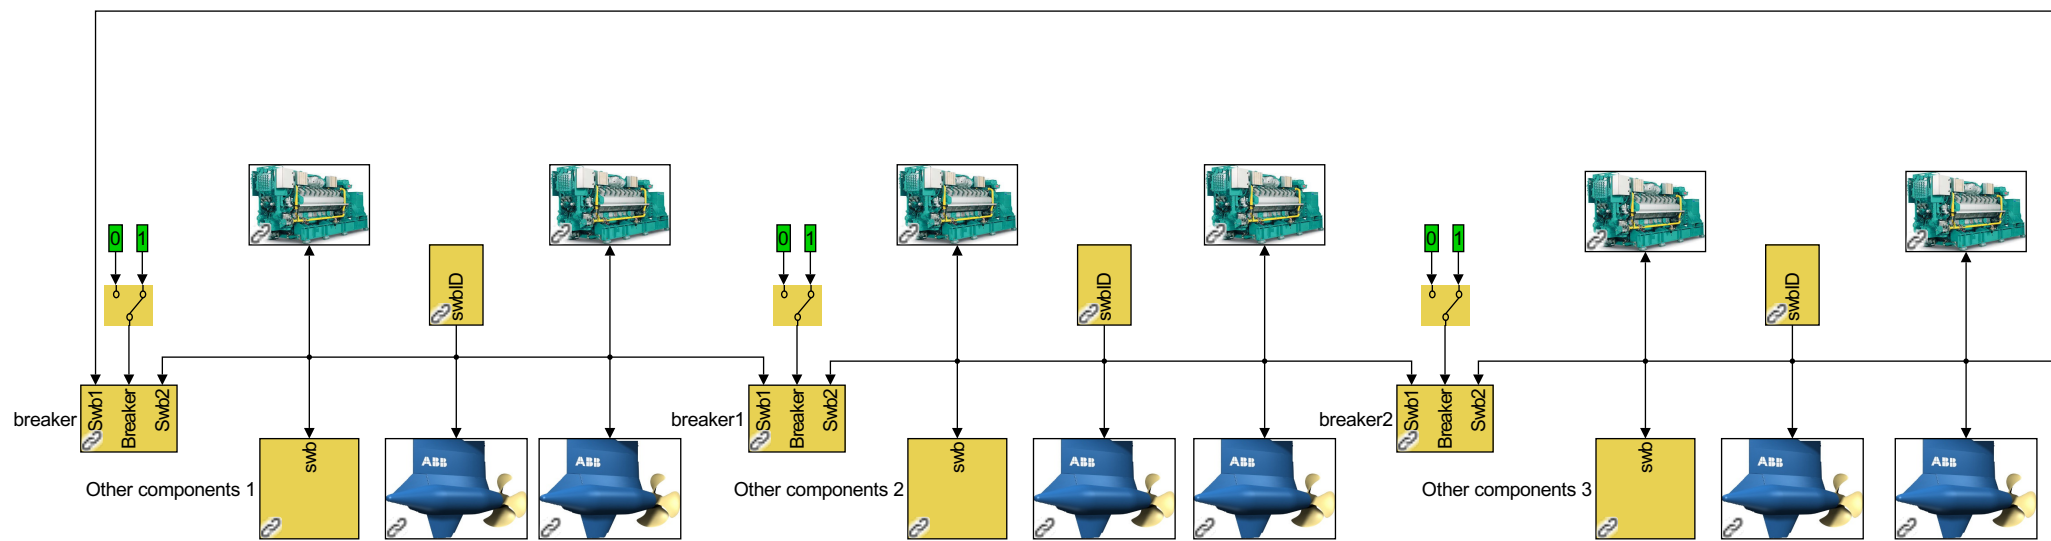 0
1
0
1
0
1
swbID
swbID
swbID
breaker
Swb1
Breaker
Swb2
breaker1
Swb1
Breaker
Swb2
breaker2
Swb1
Breaker
Swb2
Other components 1
swb
ABB
ABB
Other components 2
swb
ABB
ABB
Other components 3
swb
ABB
ABB